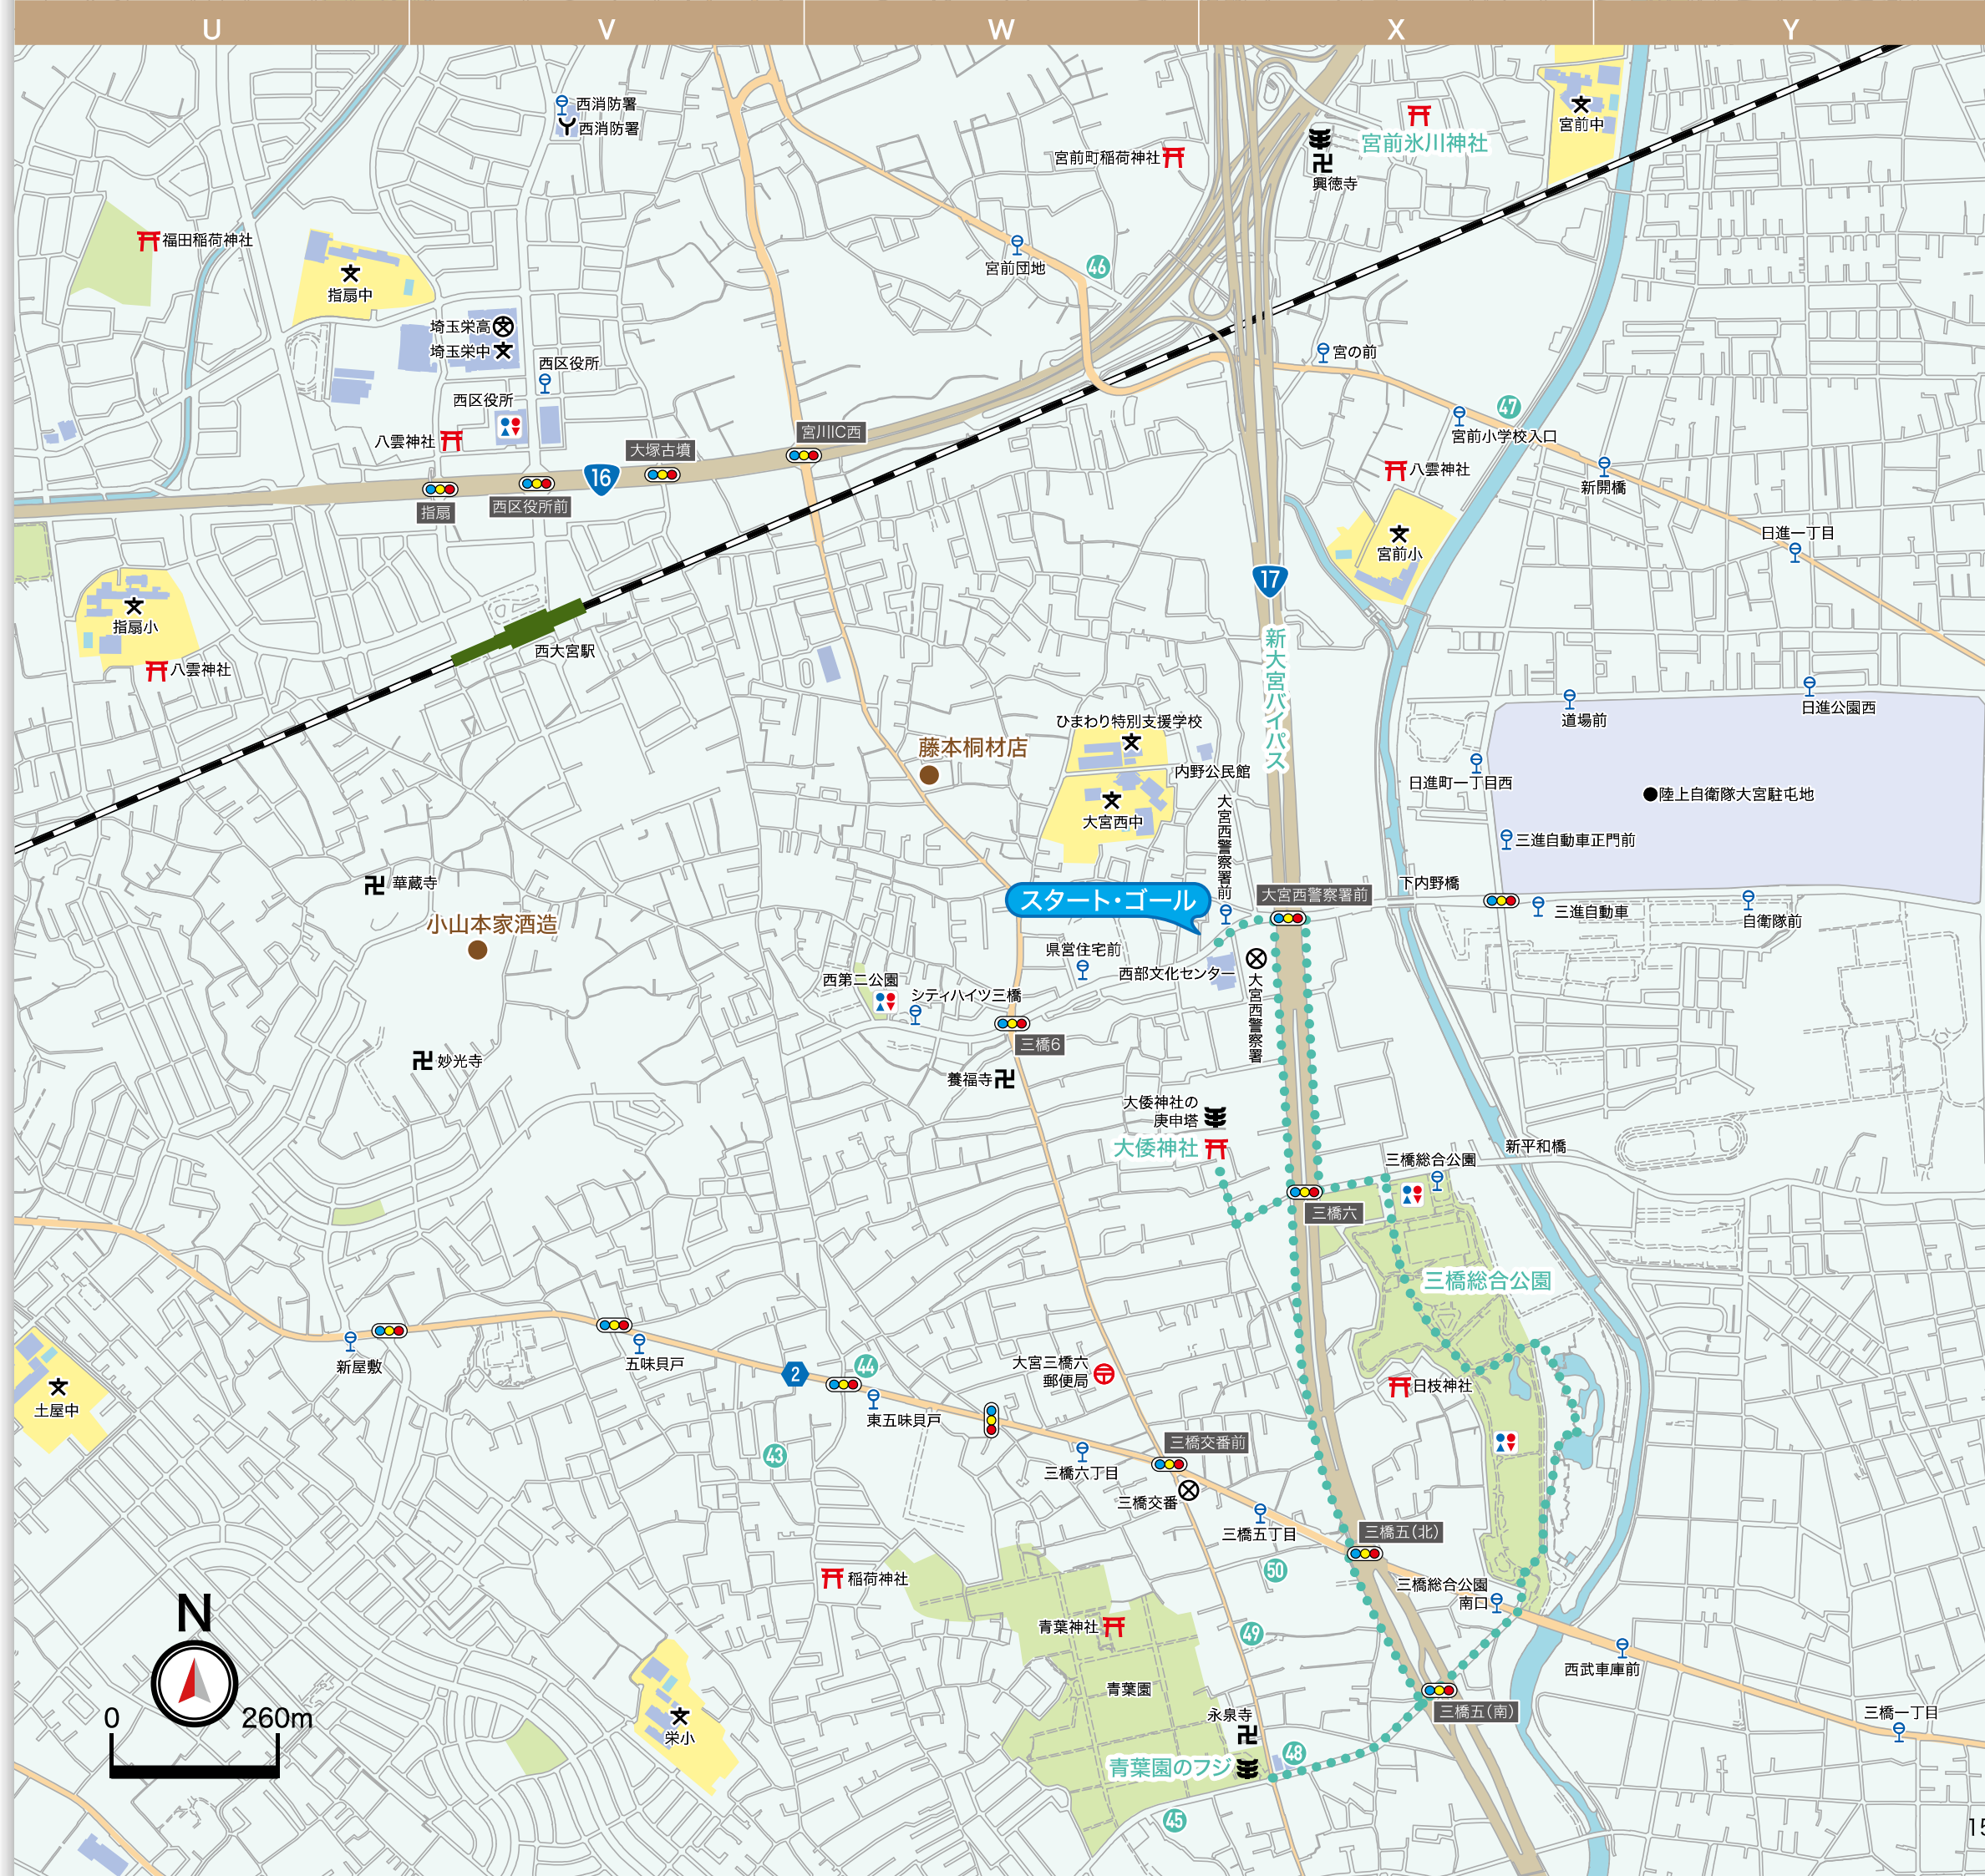 U
V
W
X
Y
西消防署
西消防署
宮前町稲荷神社
宮前氷川神社
興徳寺
宮前中
福田稲荷神社
指扇中
宮前団地
46
埼玉栄高
埼玉栄中
西区役所
西区役所
八雲神社
大塚古墳
宮川IC西
宮の前
47
宮前小学校入口
八雲神社
新開橋
16
指扇
西区役所前
日進一丁目
宮前小
17
新大宮バイパス
指扇小
八雲神社
西大宮駅
日進公園西
道場前
ひまわり特別支援学校
藤本桐材店
内野公民館
日進町一丁目西
陸上自衛隊大宮駐屯地
大宮西中
大宮西警察署前
三進自動車正門前
華蔵寺
スタート・ゴール
大宮西警察署前
下内野橋
三進自動車
自衛隊前
小山本家酒造
県営住宅前
西部文化センター
大宮西警察署
西第二公園
シティハイツ三橋
三橋6
妙光寺
養福寺
大倭神社の
庚申塔
大倭神社
新平和橋
三橋総合公園
三橋六
三橋総合公園
新屋敷
五味貝戸
2
44
東五味貝戸
大宮三橋六
郵便局
日枝神社
土屋中
43
三橋交番前
三橋六丁目
三橋交番
三橋五丁目
三橋五(北)
50
稲荷神社
三橋総合公園
南口
N
青葉神社
49
西武車庫前
青葉園
0
260m
三橋五(南)
三橋一丁目
栄小
永泉寺
48
青葉園のフジ
45
15